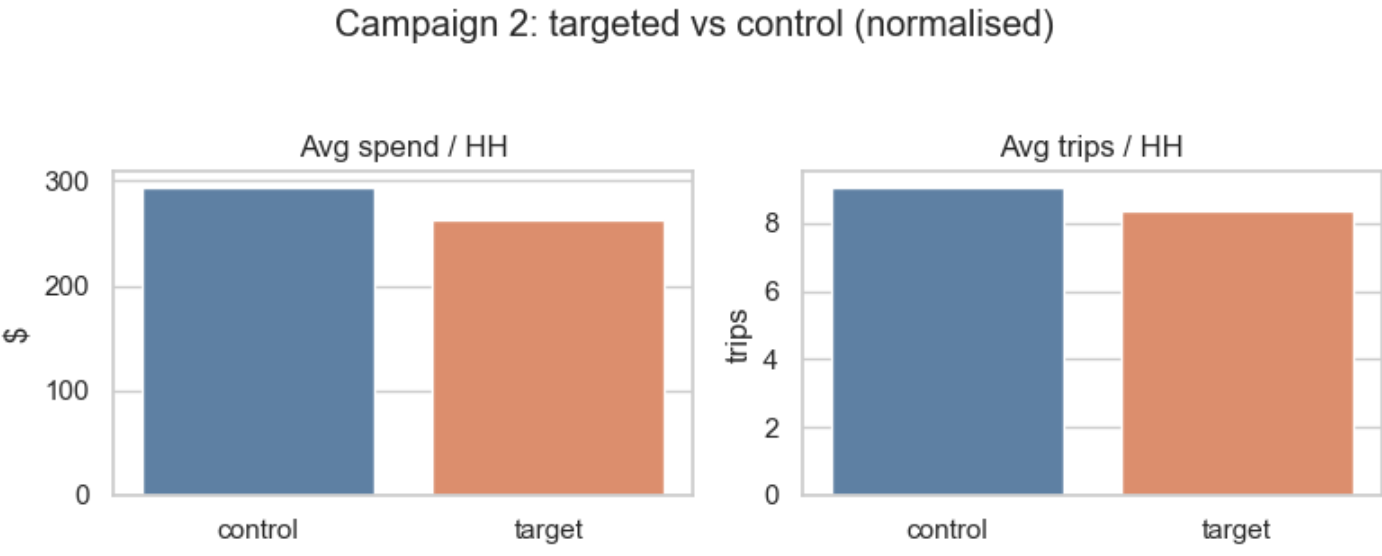 Campaign 2: targeted vs control (normalised)
Avg spend / HH
300
200
100
0
$
control target
Avg trips / HH
8
6
4
2
0
trips
control target